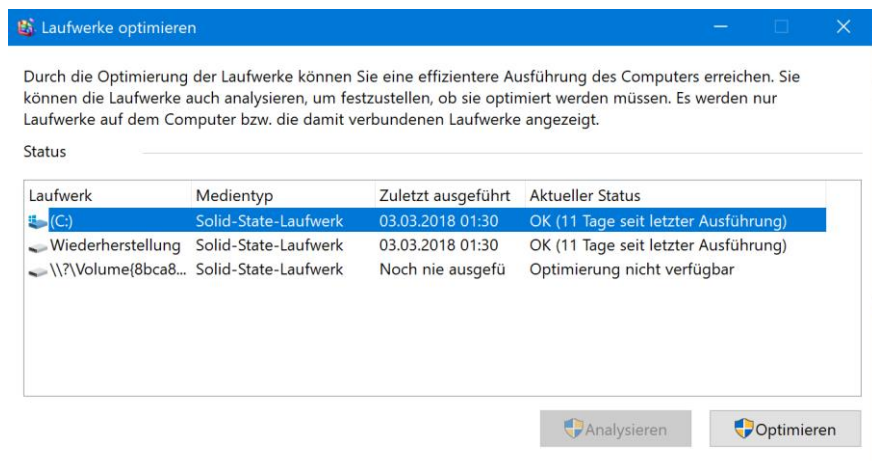 Laufwerke optimieren
Durch die Optimierung der Laufwerke können Sie eine effizientere Ausführung des Computers erreichen. Sie
können die Laufwerke auch analysieren, um festzustellen, ob sie optimiert werden müssen. Es werden nur
Laufwerke auf dem Computer bzw. die damit verbundenen Laufwerke angezeigt.
Status
Laufwerk Medientyp Zuletzt ausgeführt Aktueller Status
(C:) Solid-State-Laufwerk 03.03.2018 01:30 OK (11 Tage seit letzter Ausführung)
Wiederherstellung Solid-State-Laufwerk 03.03.2018 01:30 OK (11 Tage seit letzter Ausführung)
\\?\Volume{8bca8... Solid-State-Laufwerk Noch nie ausgefü Optimierung nicht verfügbar
Analysieren Optimieren